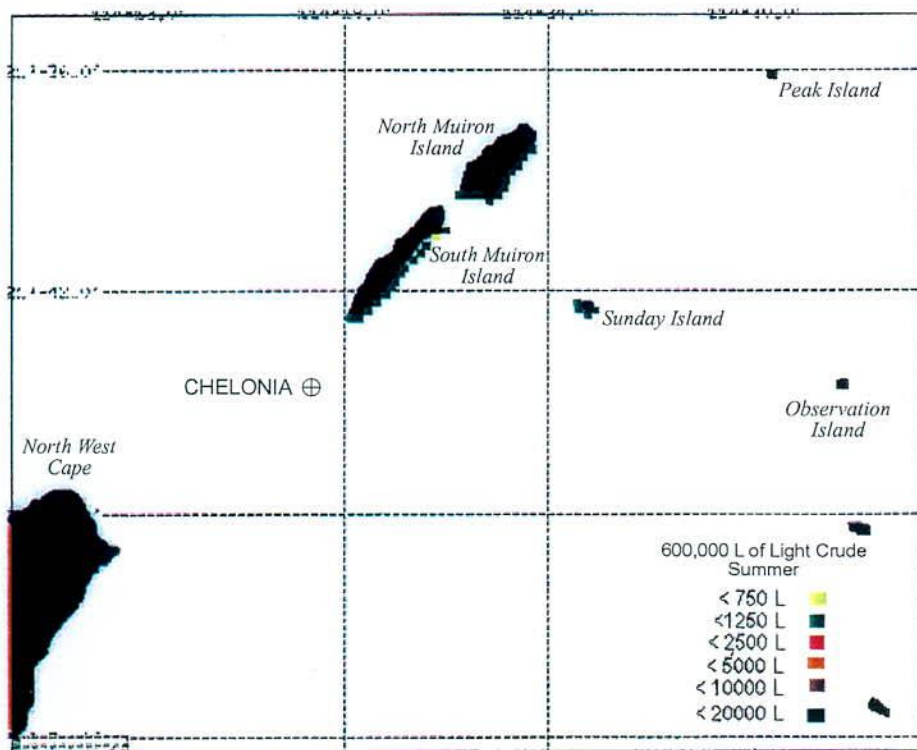 Peak Island
North Muiron
Island
South Muiron
Island
Sunday Island
CHELONIA
Observation
Island
North West
Cape
600,000 L of Light Crude
Summer
< 750 L
<1250 L
< 2500 L
< 5000 L
< 10000 L
< 20000 L